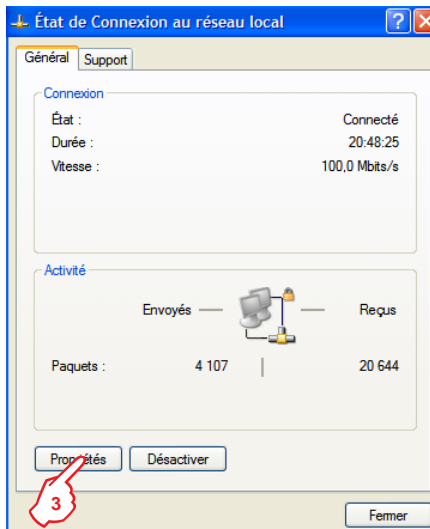 État de Connexion au réseau local
Général Support
Connexion
État : Connecté
Durée : 20:48:25
Vitesse : 100,0 Mbits/s
Activité
Envoyés Reçus
Paquets : 4 107 20 644
Propriétés Désactiver
3
Fermer